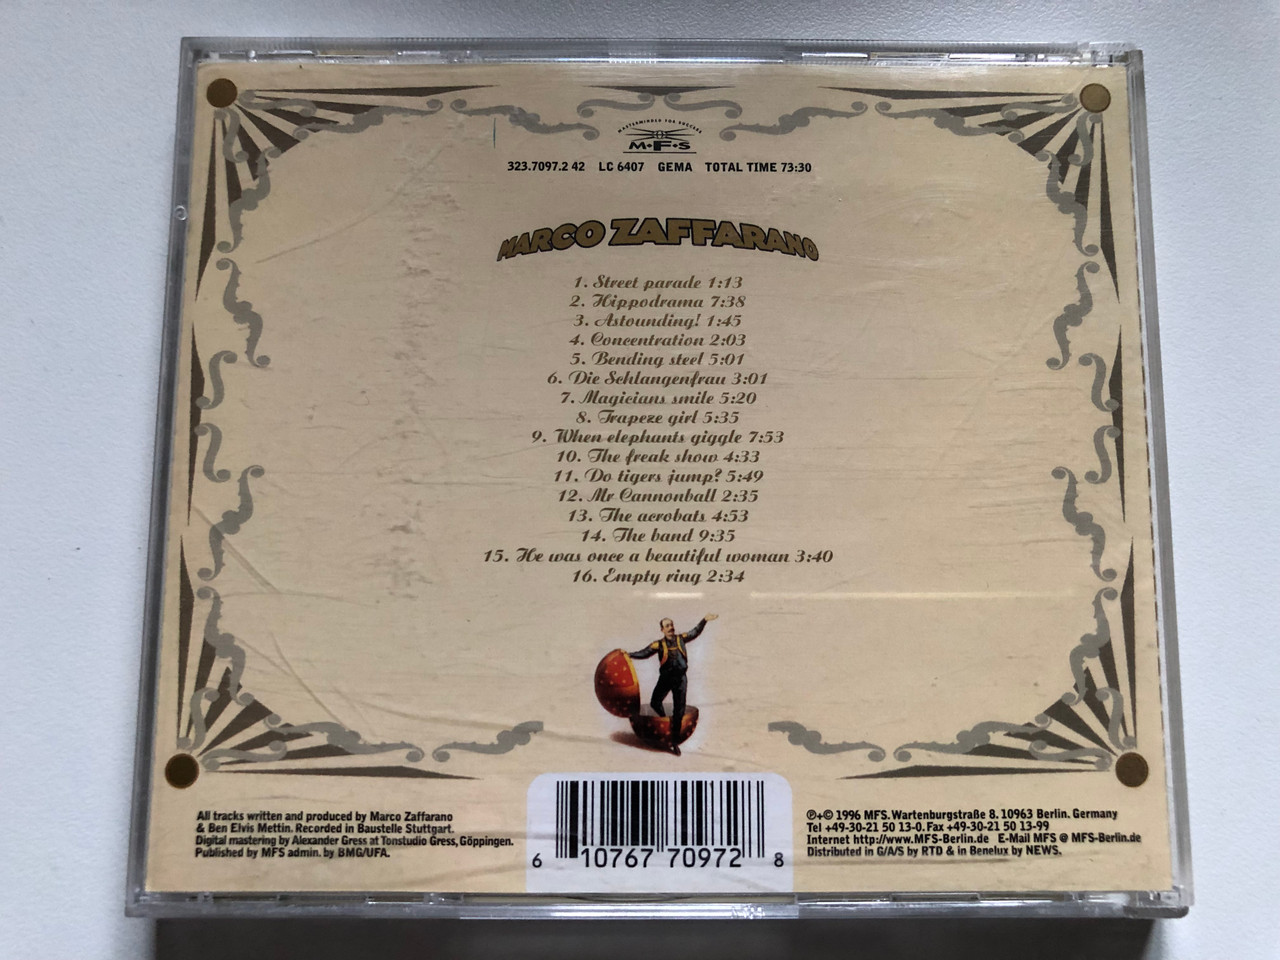 MASTERMINDED FOR SUCCESS
M·F·S
323.7097.2 42 LC 6407 GEMA TOTAL TIME 73:30
MARCO ZAFFARANO
1. Street parade 1:13
2. Hippodrama 7:38
3. Astounding! 1:45
4. Concentration 2:03
5. Bending steel 5:01
6. Die Schlangenfrau 3:01
7. Magicians smile 5:20
8. Trapeze girl 5:35
9. When elephants giggle 7:53
10. The freak show 4:33
11. Do tigers jump? 5:49
12. Mr Cannonball 2:35
13. The acrobats 4:53
14. The band 9:35
15. He was once a beautiful woman 3:40
16. Empty ring 2:34
All tracks written and produced by Marco Zaffarano
& Ben Elvis Mettin. Recorded in Baustelle Stuttgart.
Digital mastering by Alexander Gress at Tonstudio Gress, Göppingen.
Published by MFS admin. by BMG/UFA.
6 10767 70972 8
℗+© 1996 MFS. Wartenburgstraße 8. 10963 Berlin. Germany
Tel +49-30-21 50 13-0. Fax +49-30-21 50 13-99
Internet http://www.MFS-Berlin.de E-Mail MFS @ MFS-Berlin.de
Distributed in G/A/S by RTD & in Benelux by NEWS.